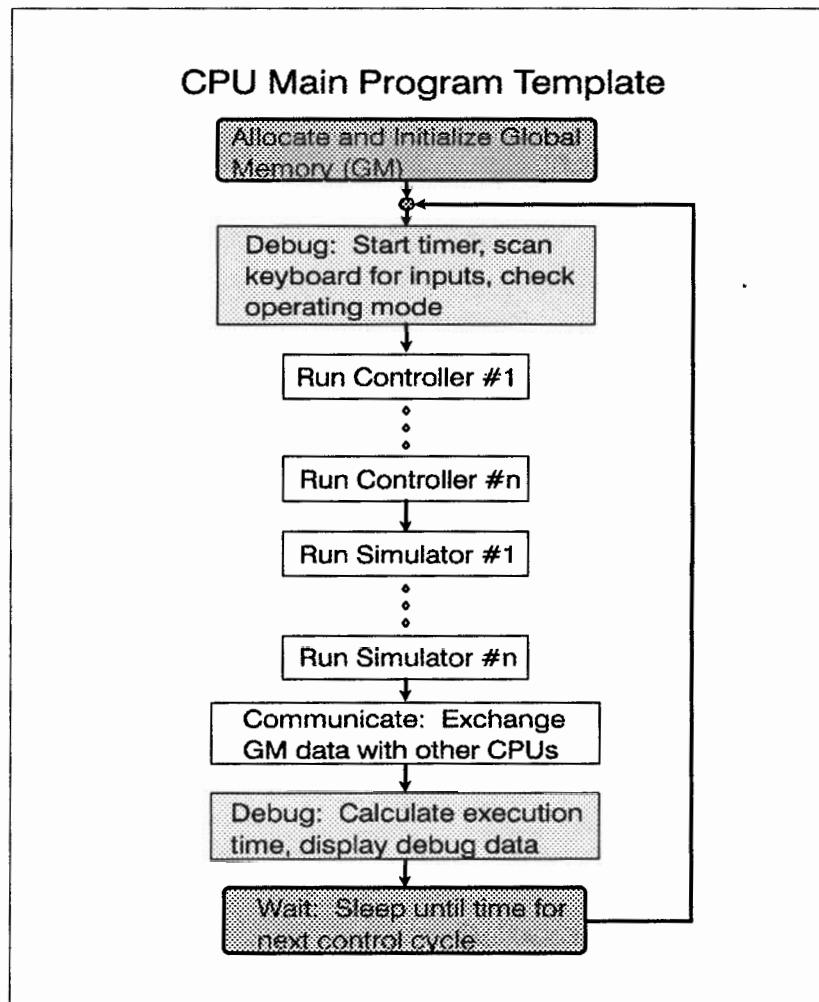 CPU Main Program Template
Allocate and Initialize Global
Memory (GM)
Debug: Start timer, scan
keyboard for inputs, check
operating mode
Run Controller #1
Run Controller #n
Run Simulator #1
Run Simulator #n
Communicate: Exchange
GM data with other CPUs
Debug: Calculate execution
time, display debug data
Wait: Sleep until time for
next control cycle